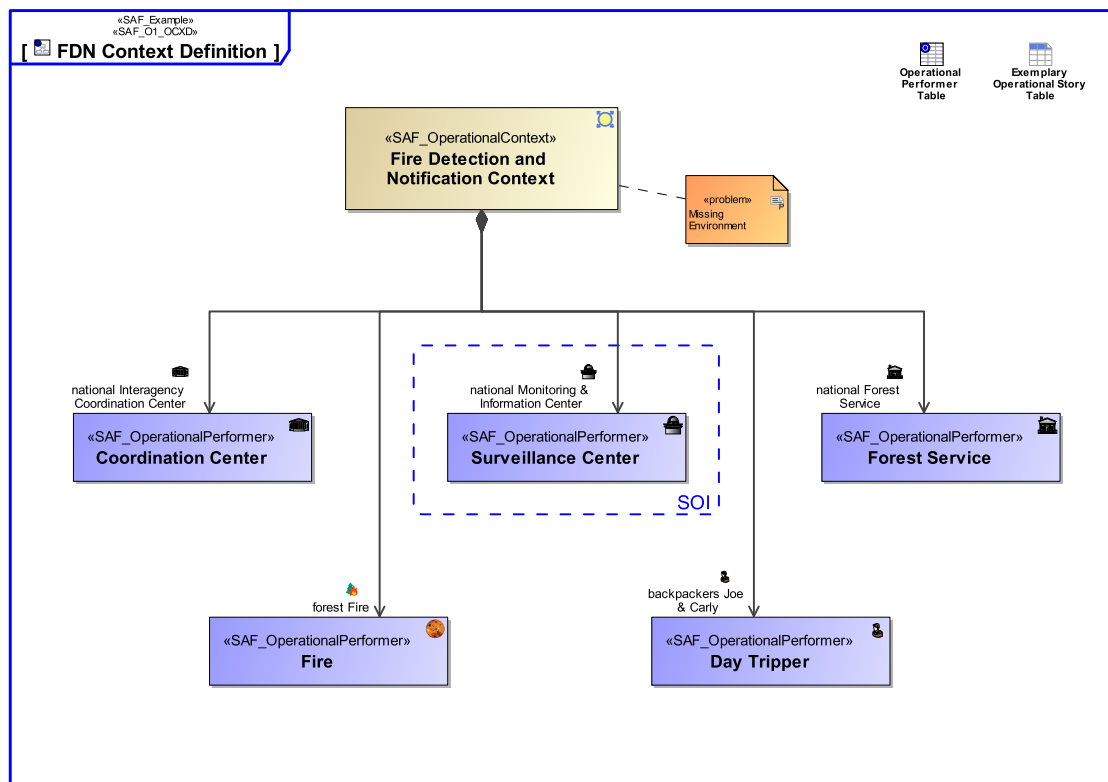 «SAF_Example»
«SAF_O1_OCXD»
[ FDN Context Definition ]
Operational
Performer
Table
Exemplary
Operational Story
Table
«SAF_OperationalContext»
Fire Detection and
Notification Context
«problem»
Missing
Environment
national Interagency
Coordination Center
«SAF_OperationalPerformer»
Coordination Center
national Monitoring &
Information Center
«SAF_OperationalPerformer»
Surveillance Center
SOI
national Forest
Service
«SAF_OperationalPerformer»
Forest Service
forest Fire
«SAF_OperationalPerformer»
Fire
backpackers Joe
& Carly
«SAF_OperationalPerformer»
Day Tripper